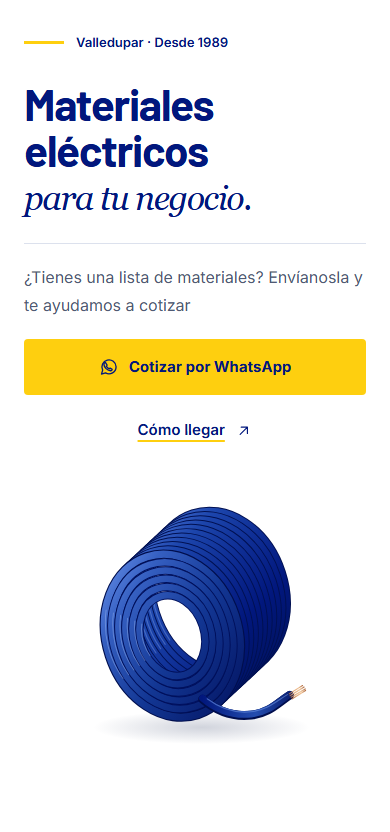 Valledupar · Desde 1989
Materiales
eléctricos
para tu negocio.
¿Tienes una lista de materiales? Envíanosla y
te ayudamos a cotizar
Cotizar por WhatsApp
Cómo llegar